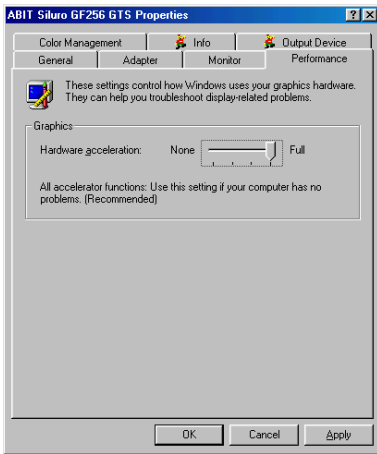 ABIT Siluro GF256 GTS Properties
Color Management Info Output Device
General Adapter Monitor Performance
These settings control how Windows uses your graphics hardware.
They can help you troubleshoot display-related problems.
Graphics
Hardware acceleration: None Full
All accelerator functions: Use this setting if your computer has no
problems. (Recommended)
OK Cancel Apply